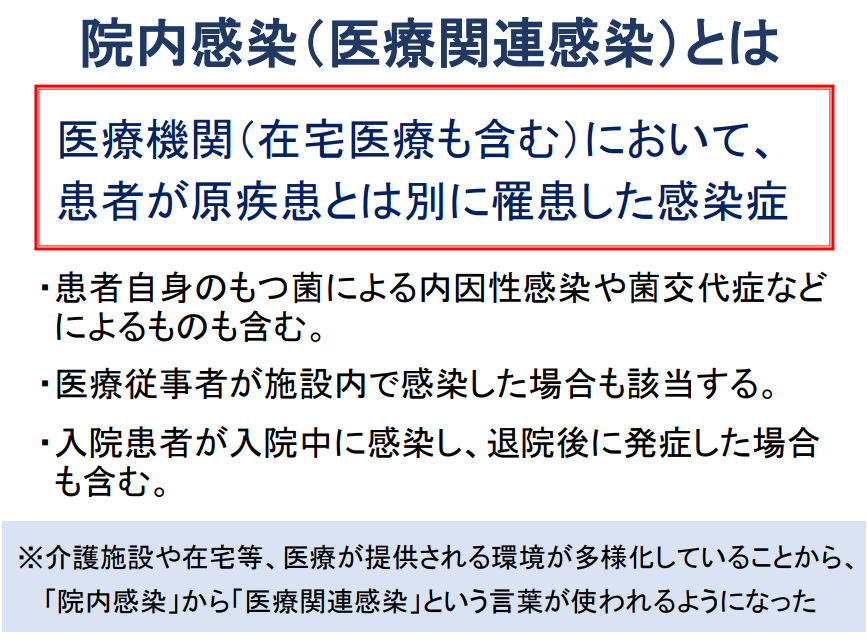 院内感染(医療関連感染)とは
医療機関(在宅医療も含む)において、
患者が原疾患とは別に罹患した感染症
・患者自身のもつ菌による内因性感染や菌交代症など
によるものも含む。
・医療従事者が施設内で感染した場合も該当する。
・入院患者が入院中に感染し、退院後に発症した場合
も含む。
※介護施設や在宅等、医療が提供される環境が多様化していることから、
「院内感染」から「医療関連感染」という言葉が使われるようになった